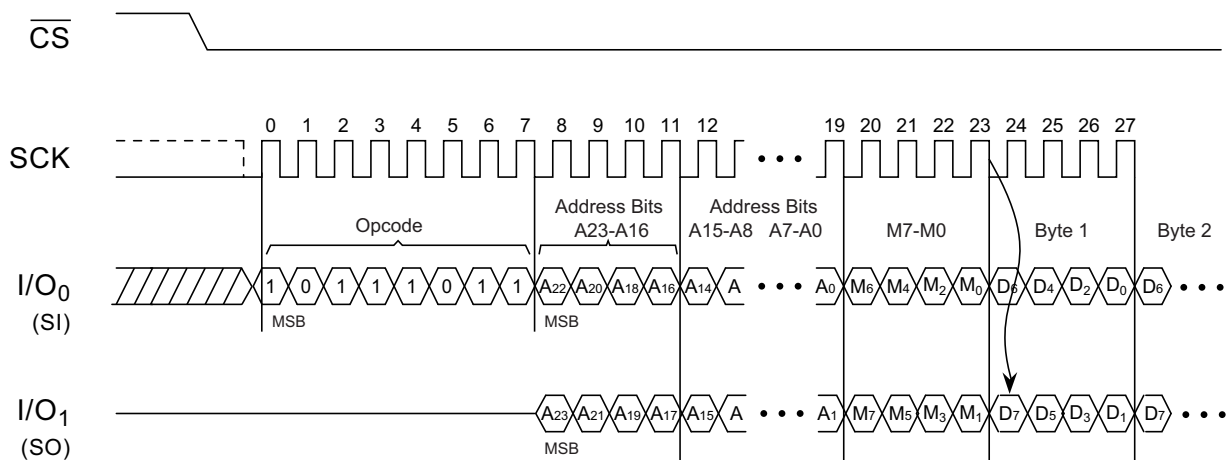 CS
0 1 2 3 4 5 6 7 8 9 10 11 12 19 20 21 22 23 24 25 26 27
SCK
Opcode
Address Bits
A23-A16
Address Bits
A15-A8 A7-A0
M7-M0
Byte 1
Byte 2
I/O0
(SI)
1 0 1 1 1 0 1 1 A22 A20 A18 A16 A14 A A0 M6 M4 M2 M0 D6 D4 D2 D0 D6
MSB MSB
I/O1
(SO)
A23 A21 A19 A17 A15 A A1 M7 M5 M3 M1 D7 D5 D3 D1 D7
MSB